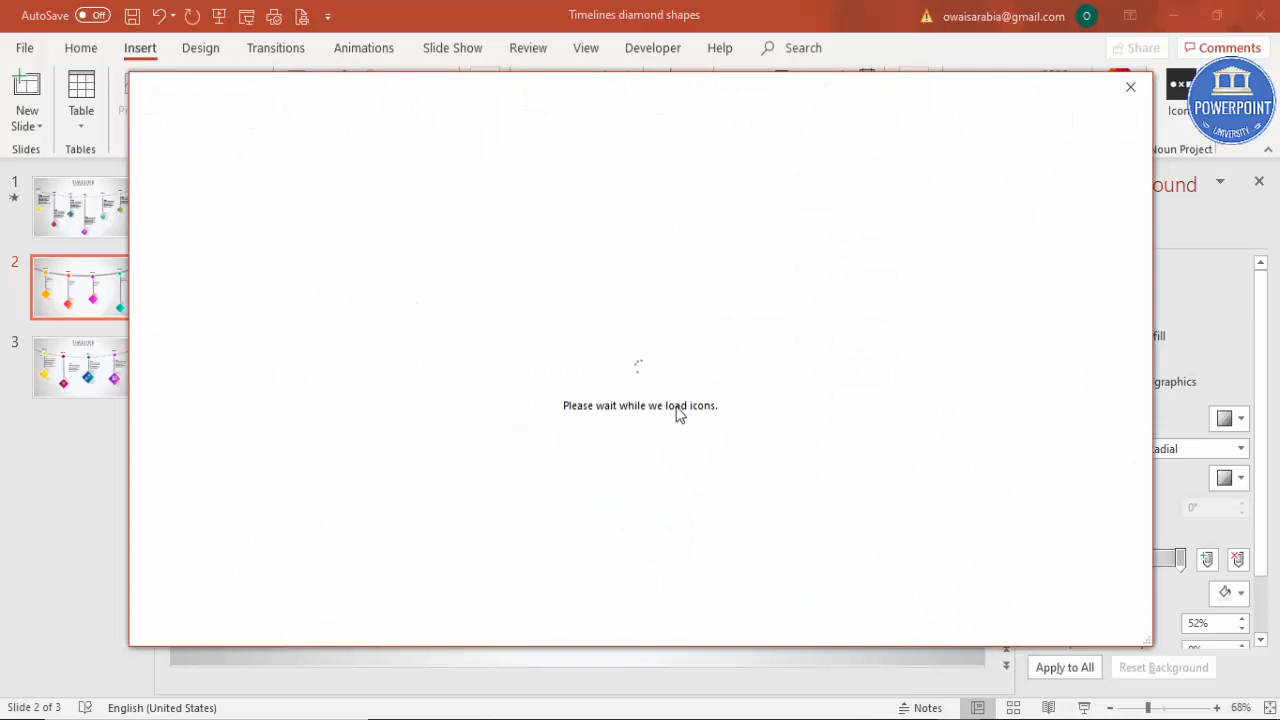 AutoSave Off
Timelines diamond shapes
owaisarabia@gmail.com O
File Home Insert Design Transitions Animations Slide Show Review View Developer Help Search Share Comments
New
Slide
Table
Slides Tables
Noun Project
POWERPOINT
UNIVERSITY
1
2
3
ound
fill
graphics
adial
0°
52%
Please wait while we load icons.
Apply to All Reset Background
Slide 2 of 3 English (United States) Notes 68%